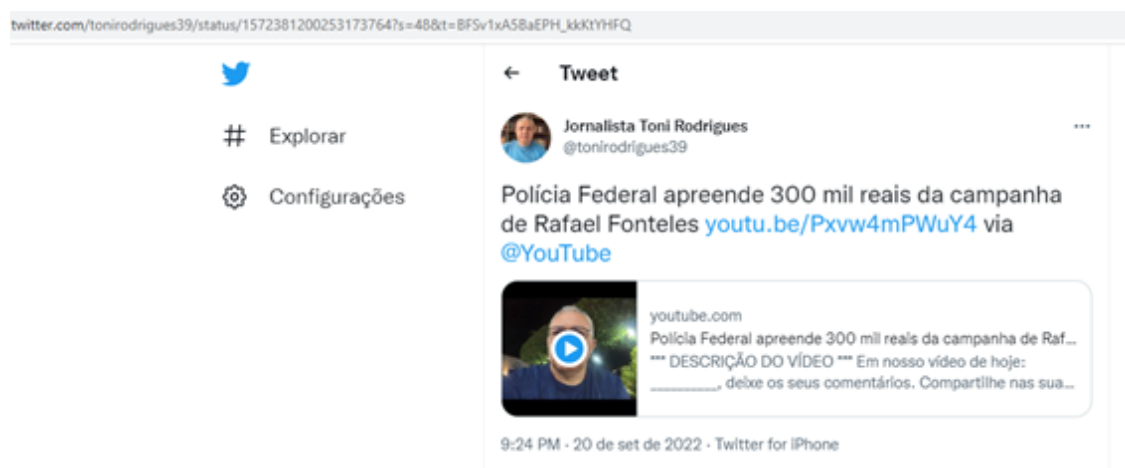 twitter.com/tonirodrigues39/status/1572381200253173764?s=48&t=BFSv1xA5BaEPH_kkKtYHFQ
← Tweet
Explorar
Configurações
Jornalista Toni Rodrigues
@tonirodrigues39
Polícia Federal apreende 300 mil reais da campanha
de Rafael Fonteles youtu.be/Pxvw4mPWuY4 via
@YouTube
youtube.com
Polícia Federal apreende 300 mil reais da campanha de Raf...
*** DESCRIÇÃO DO VÍDEO *** Em nosso vídeo de hoje:
__________, deixe os seus comentários. Compartilhe nas sua...
9:24 PM · 20 de set de 2022 · Twitter for iPhone